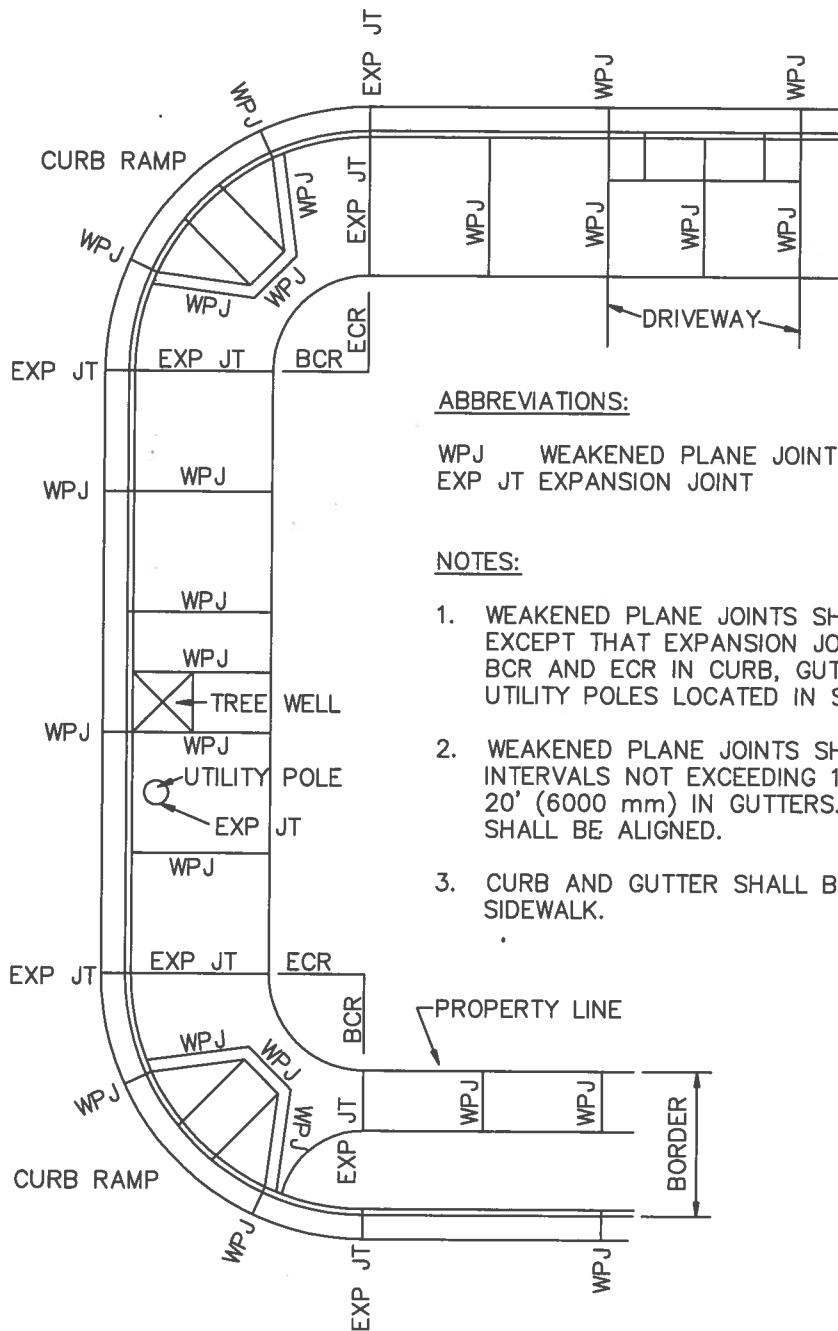 EXP JT
WPJ
WPJ
WPJ
CURB RAMP
WPJ
EXP JT
WPJ
WPJ
WPJ
WPJ
WPJ
WPJ
WPJ
DRIVEWAY
ECR
EXP JT
EXP JT
BCR
ABBREVIATIONS:
WPJ WEAKENED PLANE JOINT
EXP JT EXPANSION JOINT
WPJ
WPJ
NOTES:
1. WEAKENED PLANE JOINTS SH
EXCEPT THAT EXPANSION JO
BCR AND ECR IN CURB, GUT
UTILITY POLES LOCATED IN S
WPJ
WPJ
TREE WELL
WPJ
WPJ
2. WEAKENED PLANE JOINTS SH
INTERVALS NOT EXCEEDING 1
20' (6000 mm) IN GUTTERS.
SHALL BE ALIGNED.
UTILITY POLE
EXP JT
WPJ
3. CURB AND GUTTER SHALL B
SIDEWALK.
EXP JT
EXP JT
ECR
BCR
PROPERTY LINE
WPJ
WPJ
WPJ
WPJ
EXP JT
WPJ
WPJ
BORDER
CURB RAMP
WPJ
EXP JT
WPJ